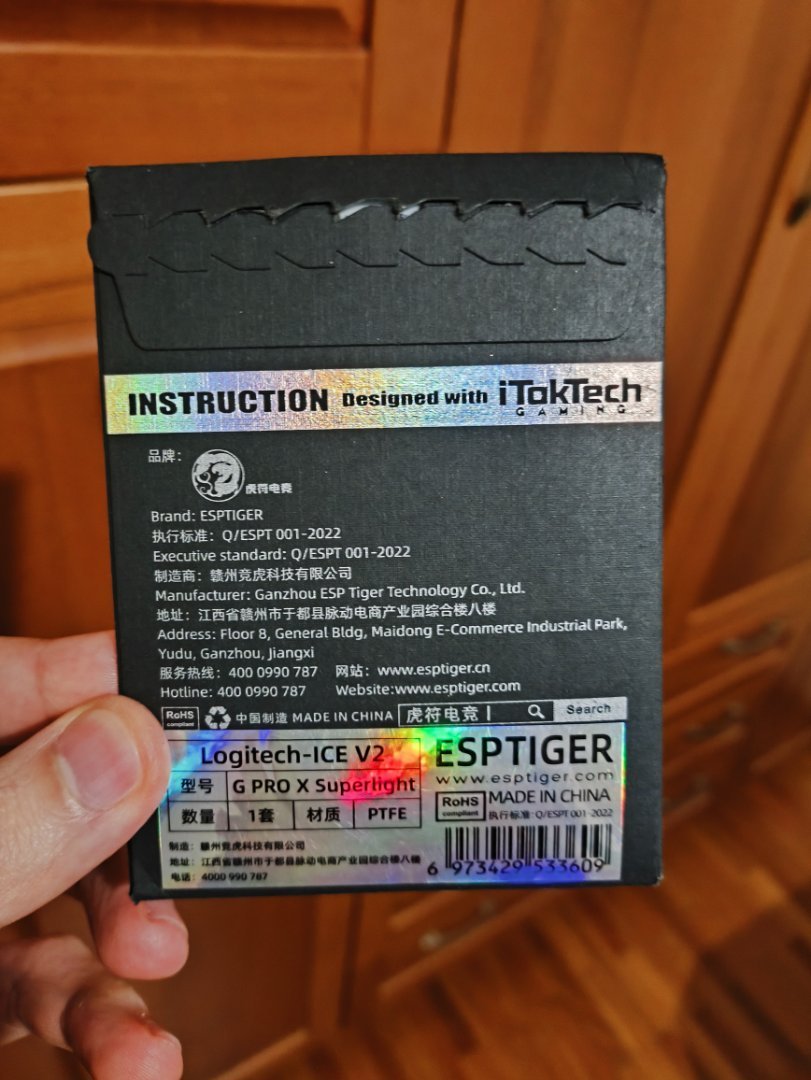 INSTRUCTION Designed with iTakTech
GAMING
品牌：
虎符电竞
Brand: ESPTIGER
执行标准：Q/ESPT 001-2022
Executive standard: Q/ESPT 001-2022
制造商：赣州竞虎科技有限公司
Manufacturer: Ganzhou ESP Tiger Technology Co., Ltd.
地址：江西省赣州市于都县脉动电商产业园综合楼八楼
Address: Floor 8, General Bldg, Maidong E-Commerce Industrial Park,
Yudu, Ganzhou, Jiangxi
服务热线：400 0990 787 网站：www.esptiger.cn
Hotline: 400 0990 787 Website:www.esptiger.com
RoHS compliant 中国制造 MADE IN CHINA 虎符电竞 Search
Logitech-ICE V2
型号 G PRO X Superlight
数量 1套 材质 PTFE
制造：赣州竞虎科技有限公司
地址：江西省赣州市于都县脉动电商产业园综合楼八楼
电话：4000 990 787
ESPTIGER
www.esptiger.com
RoHS compliant MADE IN CHINA
执行标准：Q/ESPT 001-2022
6 973429 533609